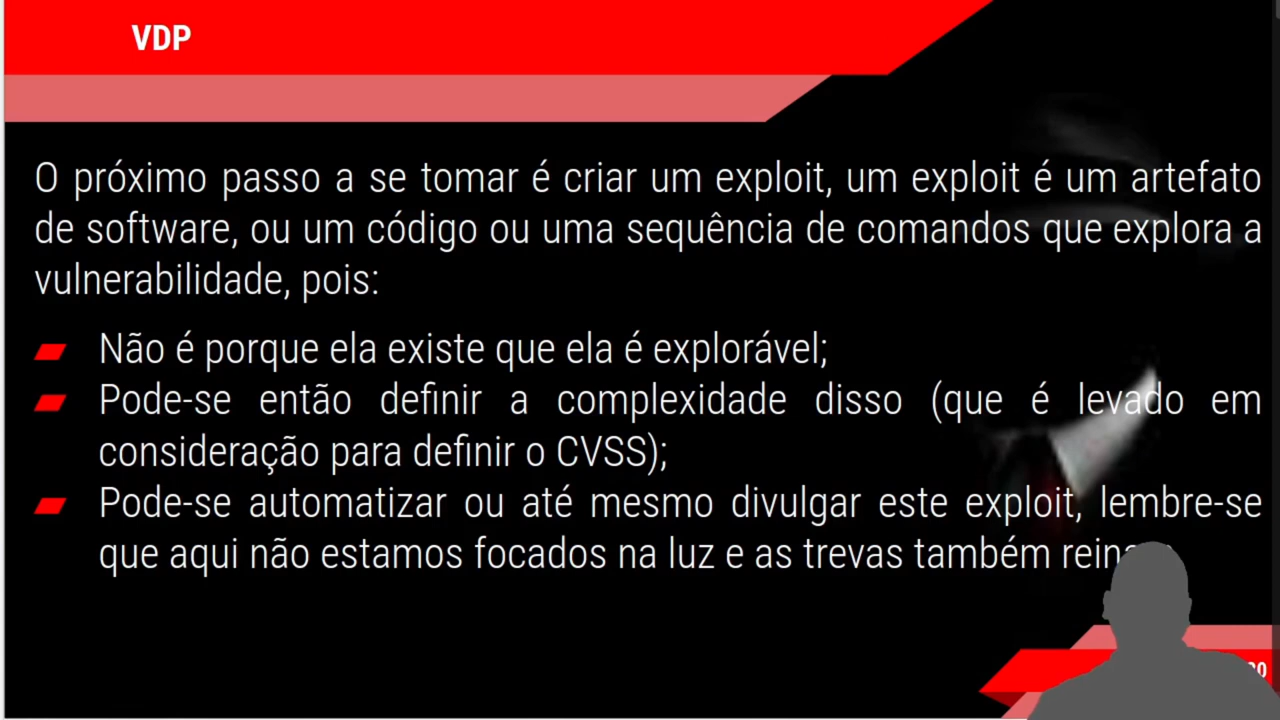 VDP
O próximo passo a se tomar é criar um exploit, um exploit é um artefato
de software, ou um código ou uma sequência de comandos que explora a
vulnerabilidade, pois:
Não é porque ela existe que ela é explorável;
Pode-se então definir a complexidade disso (que é levado em
consideração para definir o CVSS);
Pode-se automatizar ou até mesmo divulgar este exploit, lembre-se
que aqui não estamos focados na luz e as trevas também